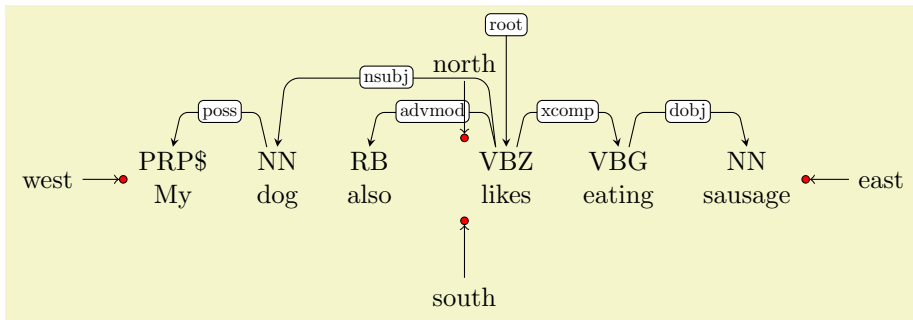 root
north
nsubj
poss advmod xcomp dobj
PRP$ NN RB VBZ VBG NN
west east
My dog also likes eating sausage
south